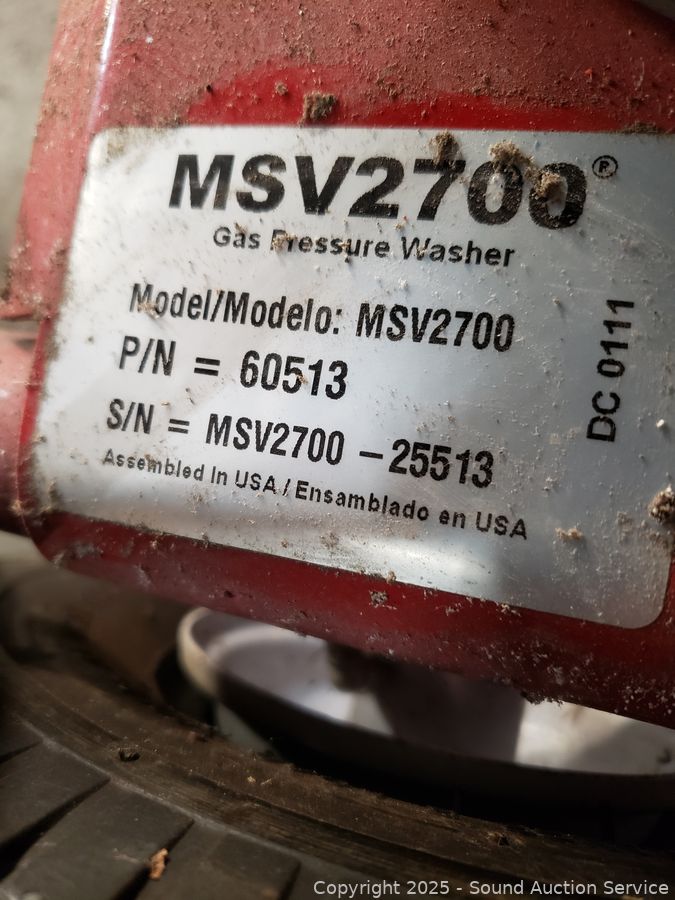 MSV2700®
Gas Pressure Washer
Model/Modelo: MSV2700
P/N = 60513
S/N = MSV2700 – 25513
Assembled In USA / Ensamblado en USA
DC 0111
Copyright 2025 - Sound Auction Service